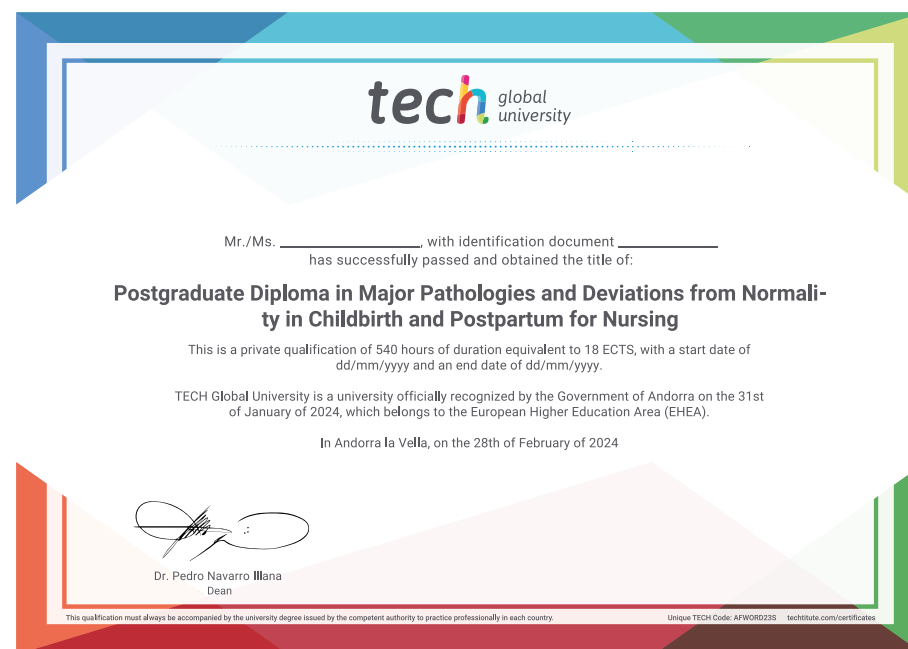 tech global university
Mr./Ms. ____________________, with identification document ______________
has successfully passed and obtained the title of:
Postgraduate Diploma in Major Pathologies and Deviations from Normali-
ty in Childbirth and Postpartum for Nursing
This is a private qualification of 540 hours of duration equivalent to 18 ECTS, with a start date of
dd/mm/yyyy and an end date of dd/mm/yyyy.
TECH Global University is a university officially recognized by the Government of Andorra on the 31st
of January of 2024, which belongs to the European Higher Education Area (EHEA).
In Andorra la Vella, on the 28th of February of 2024
Dr. Pedro Navarro Illana
Dean
This qualification must always be accompanied by the university degree issued by the competent authority to practice professionally in each country.
Unique TECH Code: AFWORD23S techtitute.com/certificates